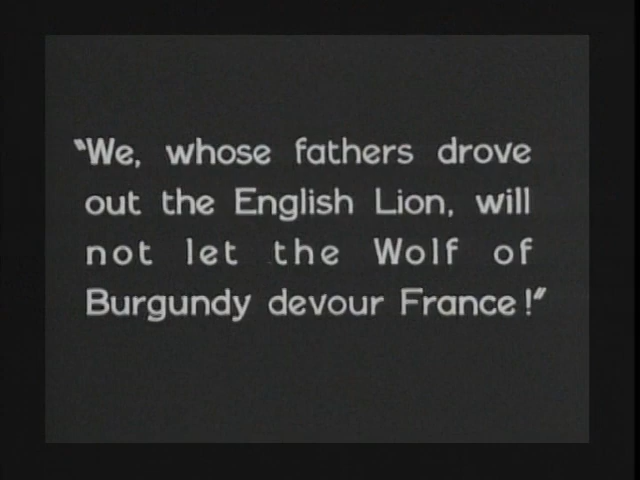 "We, whose fathers drove
out the English Lion, will
not let the Wolf of
Burgundy devour France!"